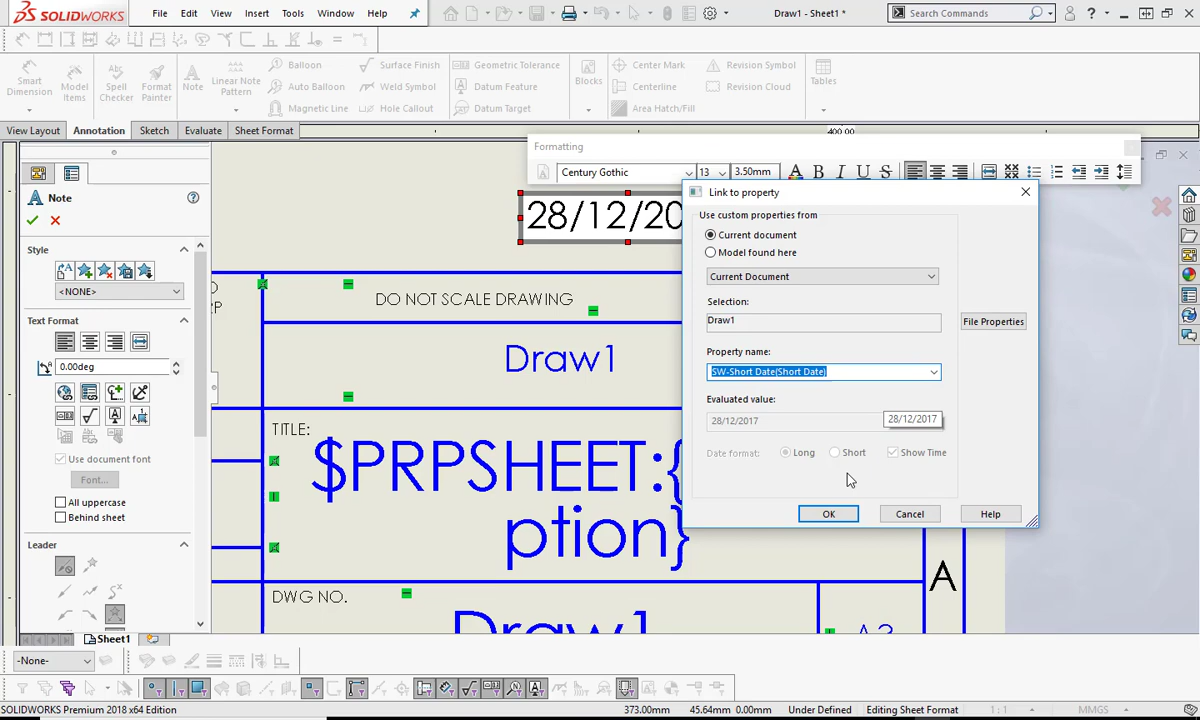 SOLIDWORKS
File Edit View Insert Tools Window Help
Draw1 - Sheet1 *
Search Commands
Smart Dimension
Model Items
Spell Checker
Format Painter
Note
Linear Note Pattern
Balloon
Auto Balloon
Magnetic Line
Surface Finish
Weld Symbol
Hole Callout
Geometric Tolerance
Datum Feature
Datum Target
Blocks
Center Mark
Centerline
Area Hatch/Fill
Revision Symbol
Revision Cloud
Tables
View Layout Annotation Sketch Evaluate Sheet Format
400.00
Formatting
Century Gothic 13 3.50mm
Note
Style
<NONE>
Text Format
0.00deg
Use document font
Font...
All uppercase
Behind sheet
Leader
28/12/20
DO NOT SCALE DRAWING
Draw1
TITLE:
$PRPSHEET:{
ption}
DWG NO.
Draw1
A3
A
Link to property
Use custom properties from
Current document
Model found here
Current Document
Selection:
Draw1
File Properties
Property name:
SW-Short Date(Short Date)
Evaluated value:
28/12/2017
28/12/2017
Date format: Long Short Show Time
OK Cancel Help
Sheet1
-None-
SOLIDWORKS Premium 2018 x64 Edition
373.00mm 45.64mm 0.00mm Under Defined Editing Sheet Format 1 : 1 MMGS